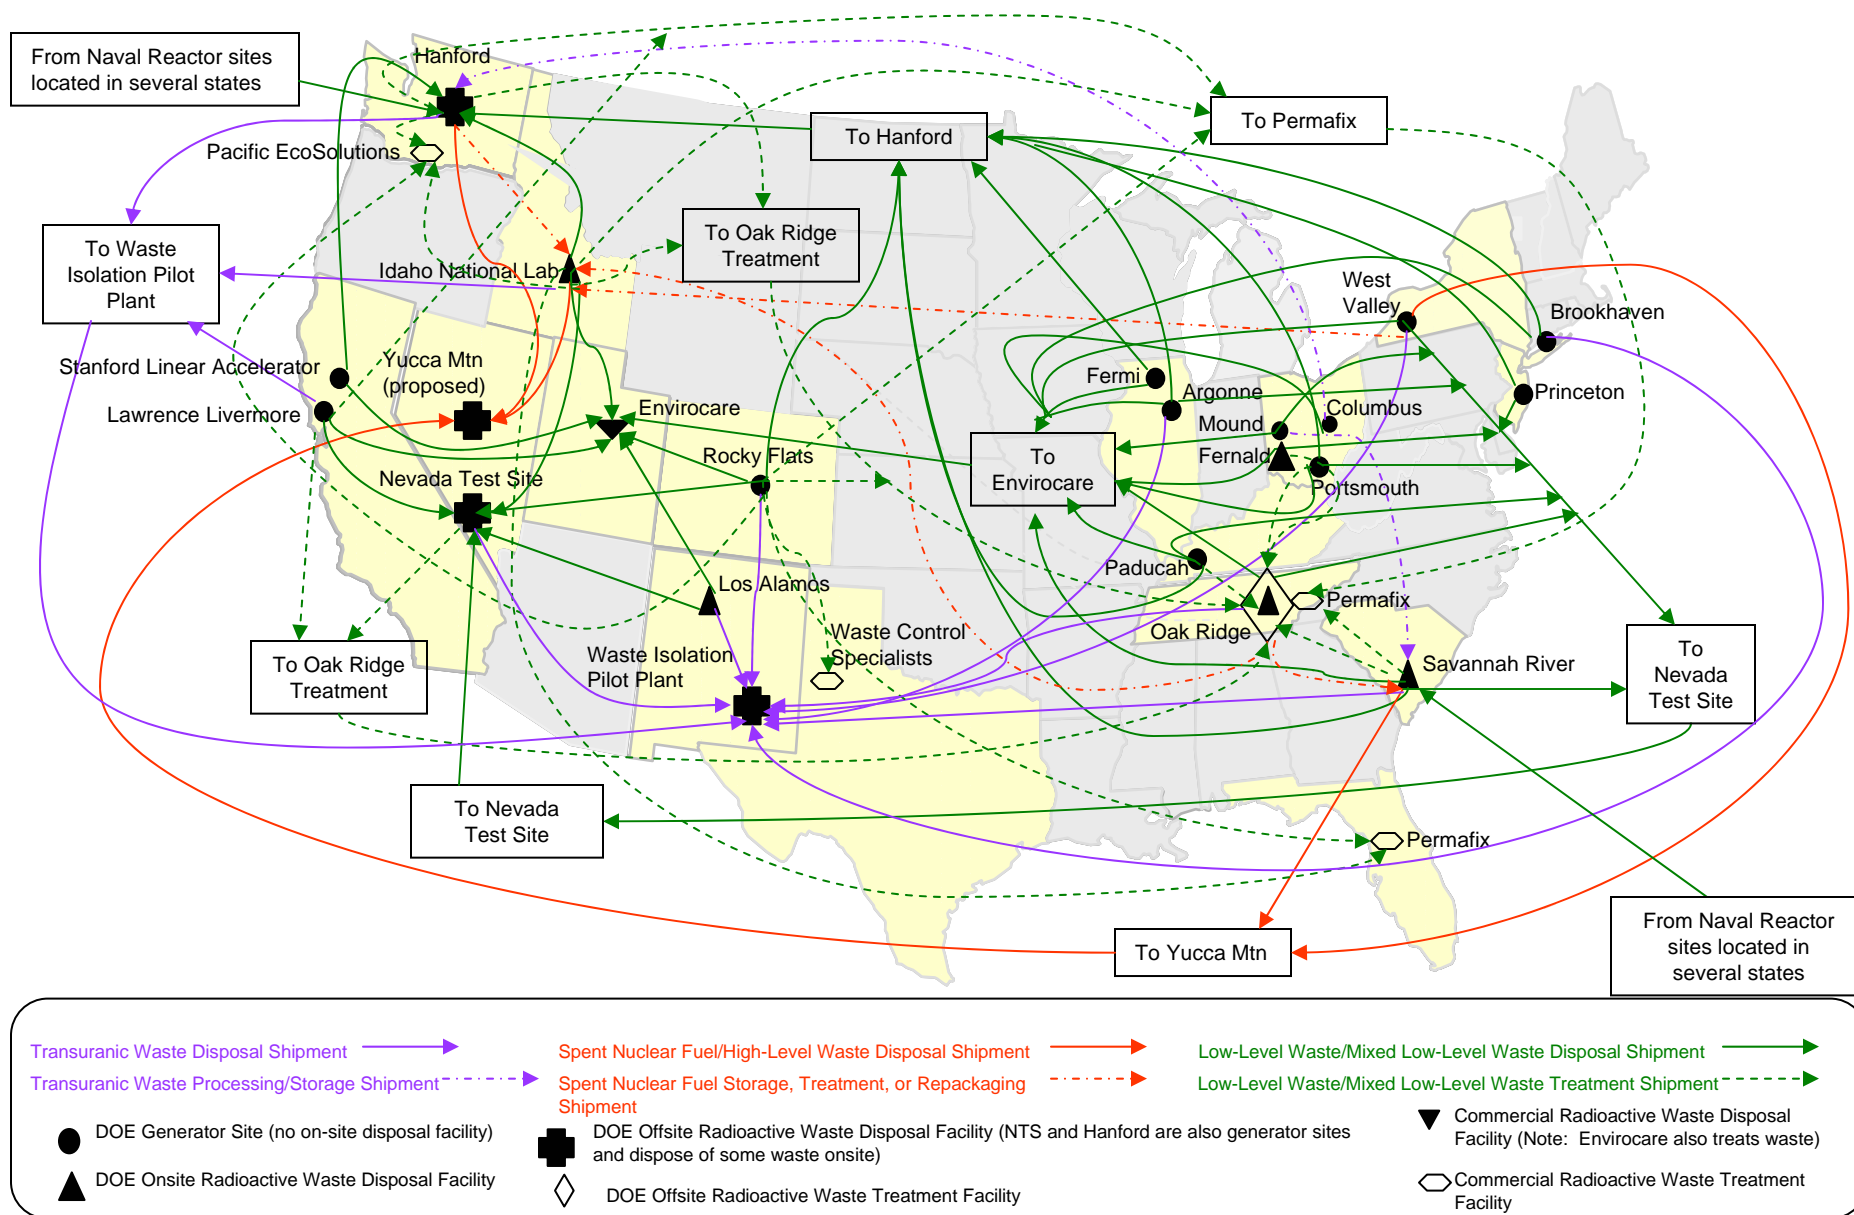 From Naval Reactor sites
located in several states
Hanford
Pacific EcoSolutions
To Hanford
To Permafix
To Waste
Isolation Pilot
Plant
To Oak Ridge
Treatment
Idaho National Lab
West
Valley
Brookhaven
Stanford Linear Accelerator
Yucca Mtn
(proposed)
Lawrence Livermore
Envirocare
Fermi
Argonne
Princeton
Columbus
Mound
Fernald
Portsmouth
Rocky Flats
To
Envirocare
Nevada Test Site
Paducah
Los Alamos
Permafix
Oak Ridge
Waste Control
Specialists
Waste Isolation
Pilot Plant
Savannah River
To Oak Ridge
Treatment
To
Nevada
Test Site
To Nevada
Test Site
Permafix
To Yucca Mtn
From Naval Reactor
sites located in
several states
Transuranic Waste Disposal Shipment
Transuranic Waste Processing/Storage Shipment
Spent Nuclear Fuel/High-Level Waste Disposal Shipment
Spent Nuclear Fuel Storage, Treatment, or Repackaging
Shipment
Low-Level Waste/Mixed Low-Level Waste Disposal Shipment
Low-Level Waste/Mixed Low-Level Waste Treatment Shipment
DOE Generator Site (no on-site disposal facility)
DOE Onsite Radioactive Waste Disposal Facility
DOE Offsite Radioactive Waste Disposal Facility (NTS and Hanford are also generator sites
and dispose of some waste onsite)
DOE Offsite Radioactive Waste Treatment Facility
Commercial Radioactive Waste Disposal
Facility (Note: Envirocare also treats waste)
Commercial Radioactive Waste Treatment
Facility